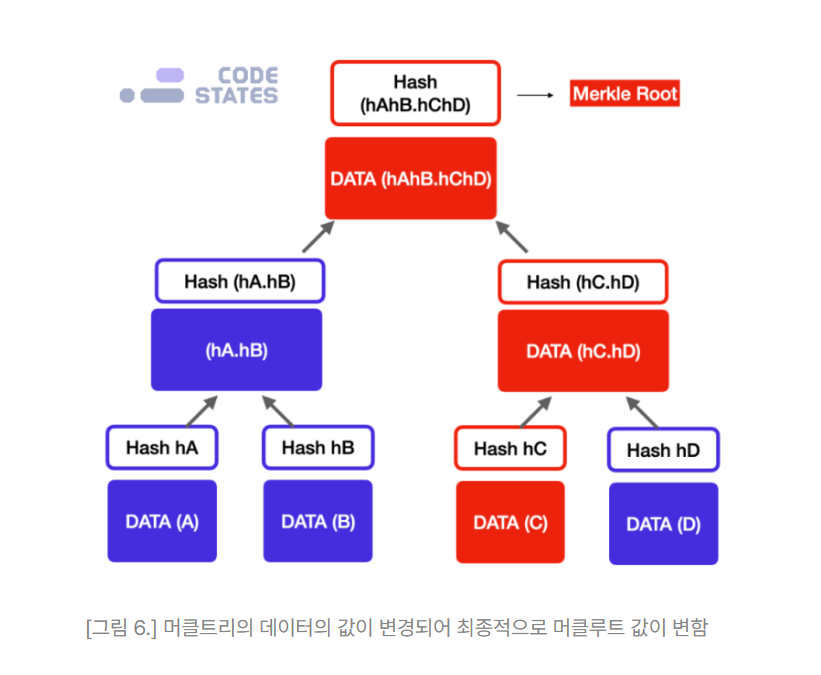 CODE
STATES
Hash
(hAhB.hChD)
Merkle Root
DATA (hAhB.hChD)
Hash (hA.hB)
Hash (hC.hD)
(hA.hB)
DATA (hC.hD)
Hash hA
Hash hB
Hash hC
Hash hD
DATA (A)
DATA (B)
DATA (C)
DATA (D)
[그림 6.] 머클트리의 데이터의 값이 변경되어 최종적으로 머클루트 값이 변함